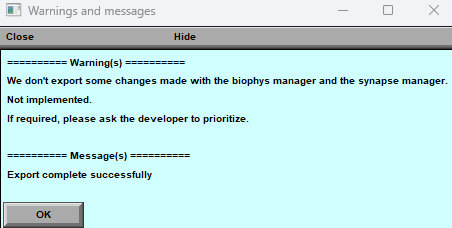 Warnings and messages
Close Hide
========== Warning(s) ==========
We don't export some changes made with the biophys manager and the synapse manager.
Not implemented.
If required, please ask the developer to prioritize.
========== Message(s) ==========
Export complete successfully
OK